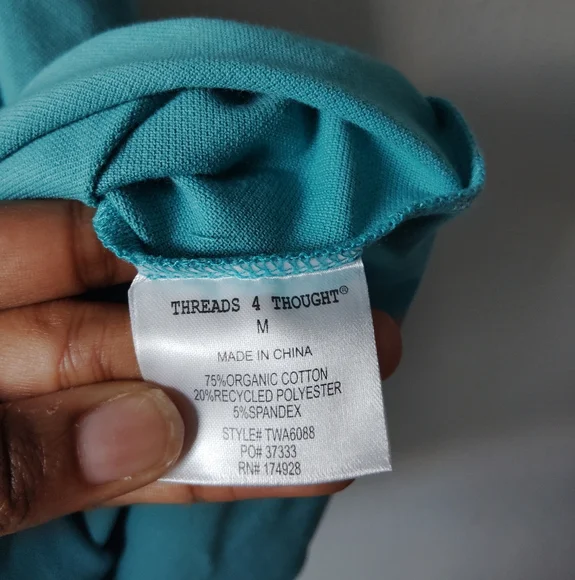 THREADS 4 THOUGHT®
M
MADE IN CHINA
75%ORGANIC COTTON
20%RECYCLED POLYESTER
5%SPANDEX
STYLE# TWA6088
PO# 37333
RN# 174928